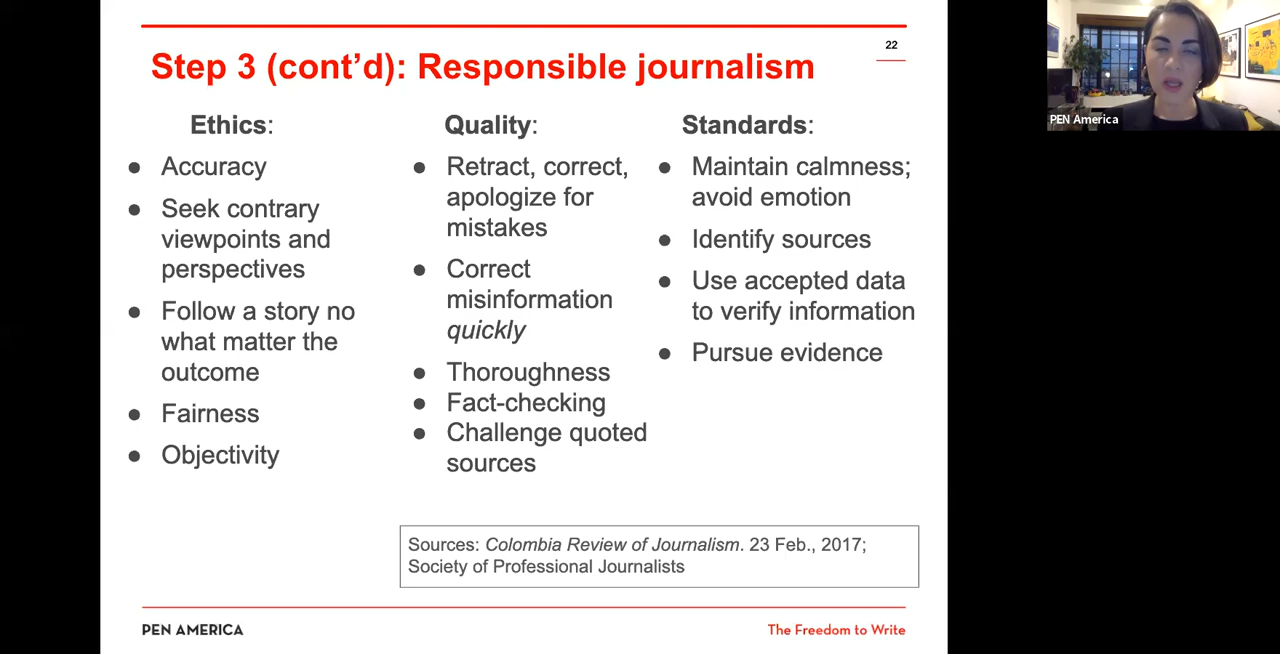 22
Step 3 (cont’d): Responsible journalism
Ethics:
● Accuracy
● Seek contrary
viewpoints and
perspectives
● Follow a story no
what matter the
outcome
● Fairness
● Objectivity
Quality:
● Retract, correct,
apologize for
mistakes
● Correct
misinformation
quickly
● Thoroughness
● Fact-checking
● Challenge quoted
sources
Standards:
● Maintain calmness;
avoid emotion
● Identify sources
● Use accepted data
to verify information
● Pursue evidence
Sources: Colombia Review of Journalism. 23 Feb., 2017;
Society of Professional Journalists
PEN AMERICA
The Freedom to Write
PEN America